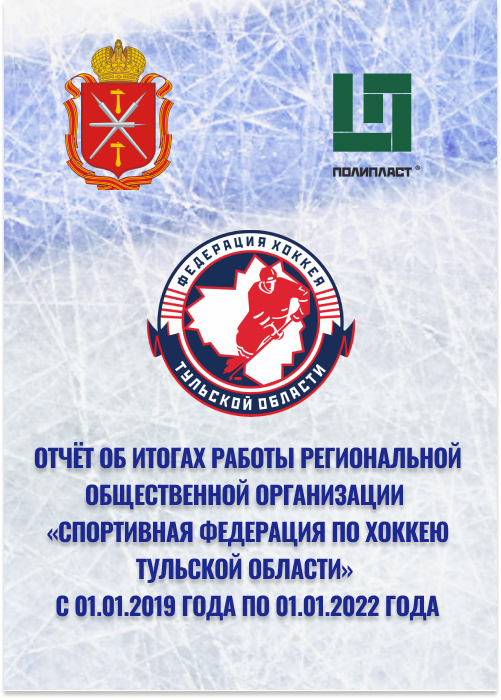 ПОЛИПЛАСТ®
ФЕДЕРАЦИЯ ХОККЕЯ
ТУЛЬСКОЙ ОБЛАСТИ
ОТЧЁТ ОБ ИТОГАХ РАБОТЫ РЕГИОНАЛЬНОЙ
ОБЩЕСТВЕННОЙ ОРГАНИЗАЦИИ
«СПОРТИВНАЯ ФЕДЕРАЦИЯ ПО ХОККЕЮ
ТУЛЬСКОЙ ОБЛАСТИ»
С 01.01.2019 ГОДА ПО 01.01.2022 ГОДА